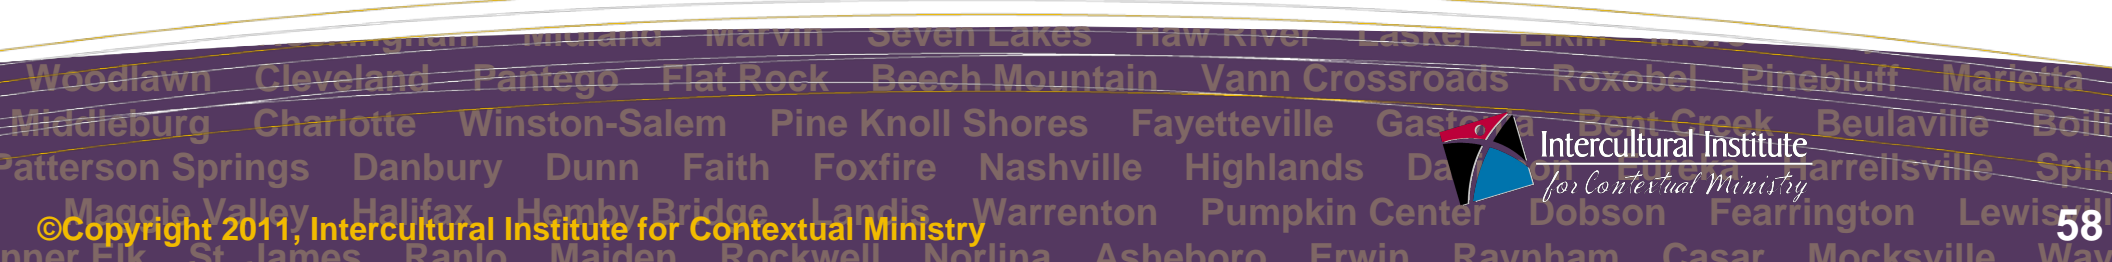 Midland Marvin Seven Lakes Haw River Lasker Elkin
Woodlawn Cleveland Pantego Flat Rock Beech Mountain Vann Crossroads Roxobel Pinebluff Marietta
Middleburg Charlotte Winston-Salem Pine Knoll Shores Fayetteville Bent Creek Beulaville
Intercultural Institute
for Contextual Ministry
Patterson Springs Danbury Dunn Faith Foxfire Nashville Highlands
Maggie Valley Halifax Hemby Bridge Landis Warrenton Pumpkin Center Dobson Fearrington
©Copyright 2011, Intercultural Institute for Contextual Ministry
58
St. James Ranlo Maiden Rockwell Norlina Asheboro Erwin Raynham Casar Mocksville